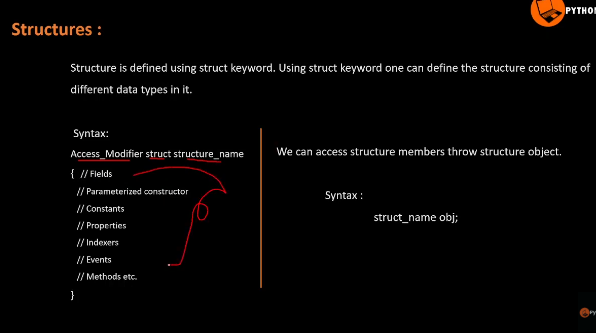 PYTHON
Structures :
Structure is defined using struct keyword. Using struct keyword one can define the structure consisting of
different data types in it.
Syntax:
Access_Modifier struct structure_name
{ // Fields
// Parameterized constructor
// Constants
// Properties
// Indexers
// Events
// Methods etc.
}
We can access structure members throw structure object.
Syntax :
struct_name obj;